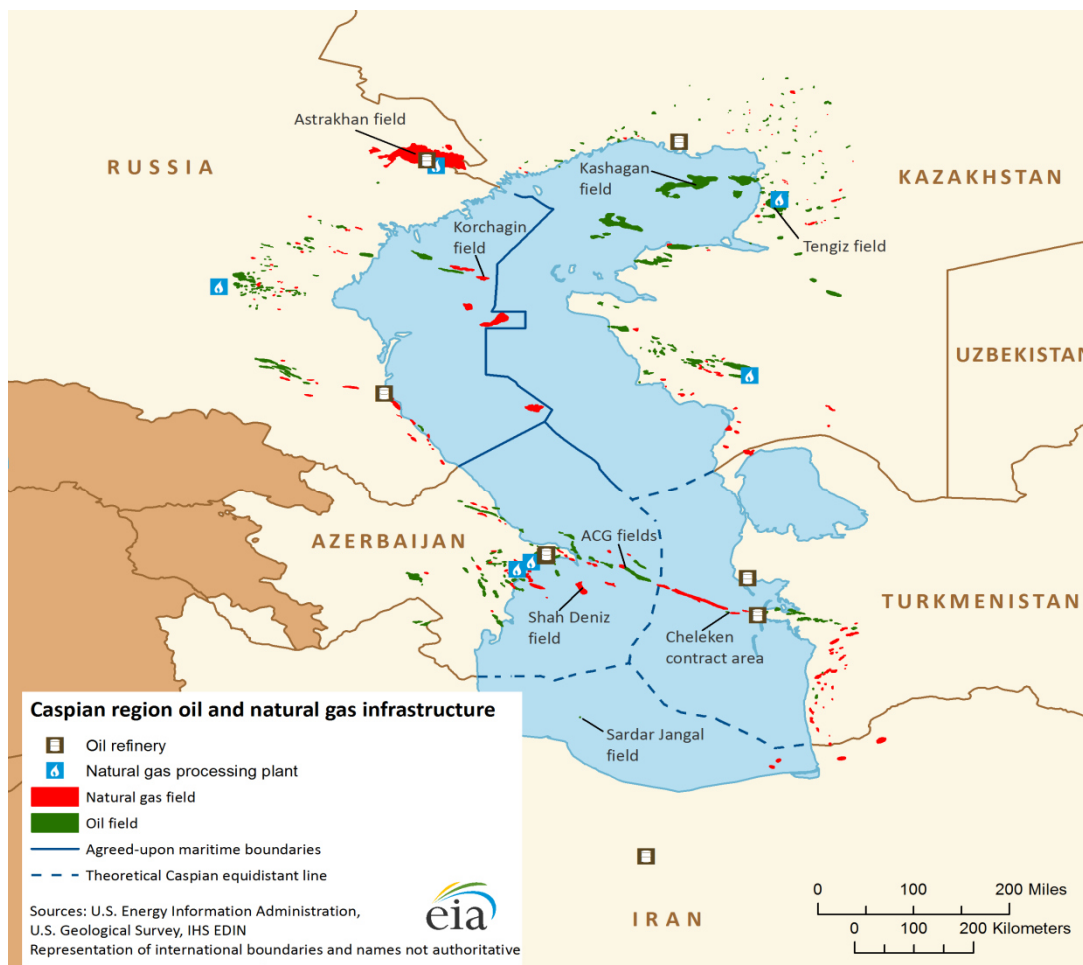 Astrakhan field
RUSSIA
Kashagan
field
KAZAKHSTAN
Korchagin
field
Tengiz field
UZBEKISTAN
AZERBAIJAN
ACG fields
Shah Deniz
field
TURKMENISTAN
Cheleken
contract area
Sardar Jangal
field
IRAN
Caspian region oil and natural gas infrastructure
Oil refinery
Natural gas processing plant
Natural gas field
Oil field
Agreed-upon maritime boundaries
Theoretical Caspian equidistant line
Sources: U.S. Energy Information Administration,
U.S. Geological Survey, IHS EDIN
Representation of international boundaries and names not authoritative
eia
0 100 200 Miles
0 100 200 Kilometers